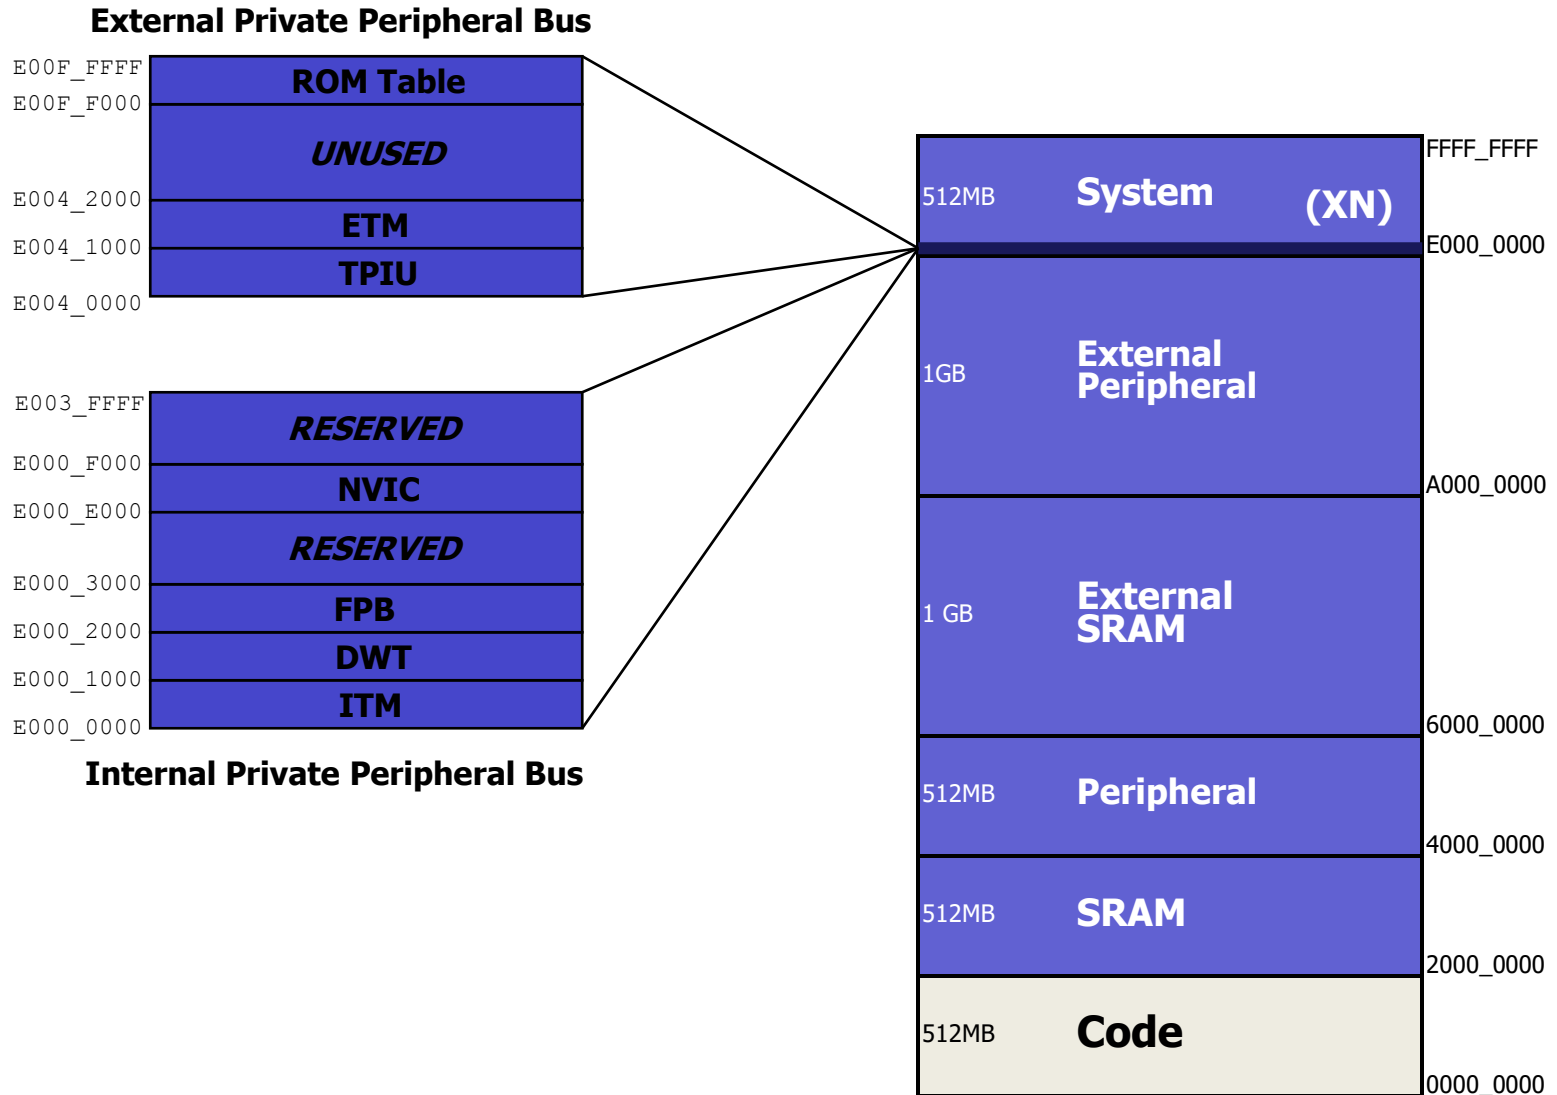 External Private Peripheral Bus
E00F_FFFF
ROM Table
E00F_F000
UNUSED
E004_2000
ETM
E004_1000
TPIU
E004_0000
E003_FFFF
RESERVED
E000_F000
NVIC
E000_E000
RESERVED
E000_3000
FPB
E000_2000
DWT
E000_1000
ITM
E000_0000
Internal Private Peripheral Bus
FFFF_FFFF
512MB System (XN)
E000_0000
External
1GB
Peripheral
A000_0000
External
1 GB
SRAM
6000_0000
512MB Peripheral
4000_0000
512MB SRAM
2000_0000
512MB Code
0000_0000